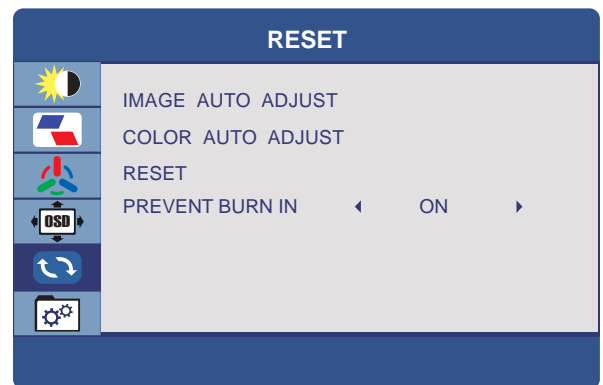 RESET
IMAGE AUTO ADJUST
COLOR AUTO ADJUST
RESET
PREVENT BURN IN ON
OSD